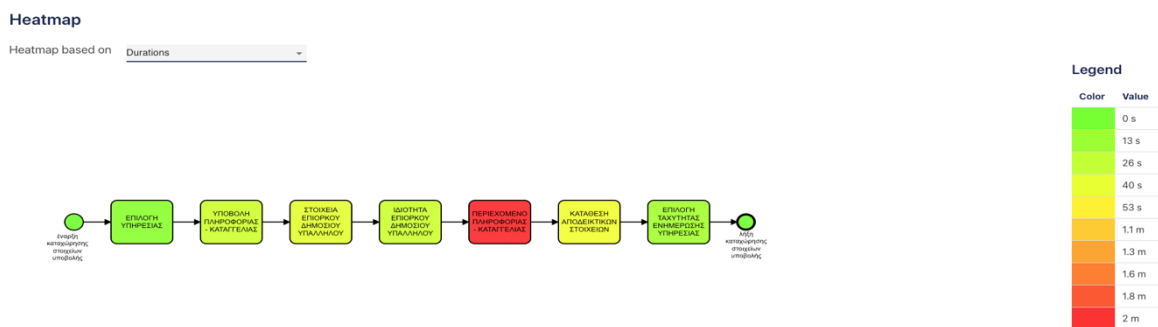 Heatmap
Heatmap based on
Durations
Legend
Color Value
0 s
13 s
26 s
40 s
53 s
1.1 m
1.3 m
1.6 m
1.8 m
2 m
έναρξη
καταχώρησης
στοιχείων
υποβολής
ΕΠΙΛΟΓΗ
ΥΠΗΡΕΣΙΑΣ
ΥΠΟΒΟΛΗ
ΠΛΗΡΟΦΟΡΙΑΣ
- ΚΑΤΑΓΓΕΛΙΑΣ
ΣΤΟΙΧΕΙΑ
ΕΠΙΟΡΚΟΥ
ΔΗΜΟΣΙΟΥ
ΥΠΑΛΛΗΛΟΥ
ΙΔΙΟΤΗΤΑ
ΕΠΙΟΡΚΟΥ
ΔΗΜΟΣΙΟΥ
ΥΠΑΛΛΗΛΟΥ
ΠΕΡΙΕΧΟΜΕΝΟ
ΠΛΗΡΟΦΟΡΙΑΣ
- ΚΑΤΑΓΓΕΛΙΑΣ
ΚΑΤΑΘΕΣΗ
ΑΠΟΔΕΙΚΤΙΚΩΝ
ΣΤΟΙΧΕΙΩΝ
ΕΠΙΛΟΓΗ
ΤΑΧΥΤΗΤΑΣ
ΕΝΗΜΕΡΩΣΗΣ
ΥΠΗΡΕΣΙΑΣ
λήξη
καταχώρησης
στοιχείων
υποβολής